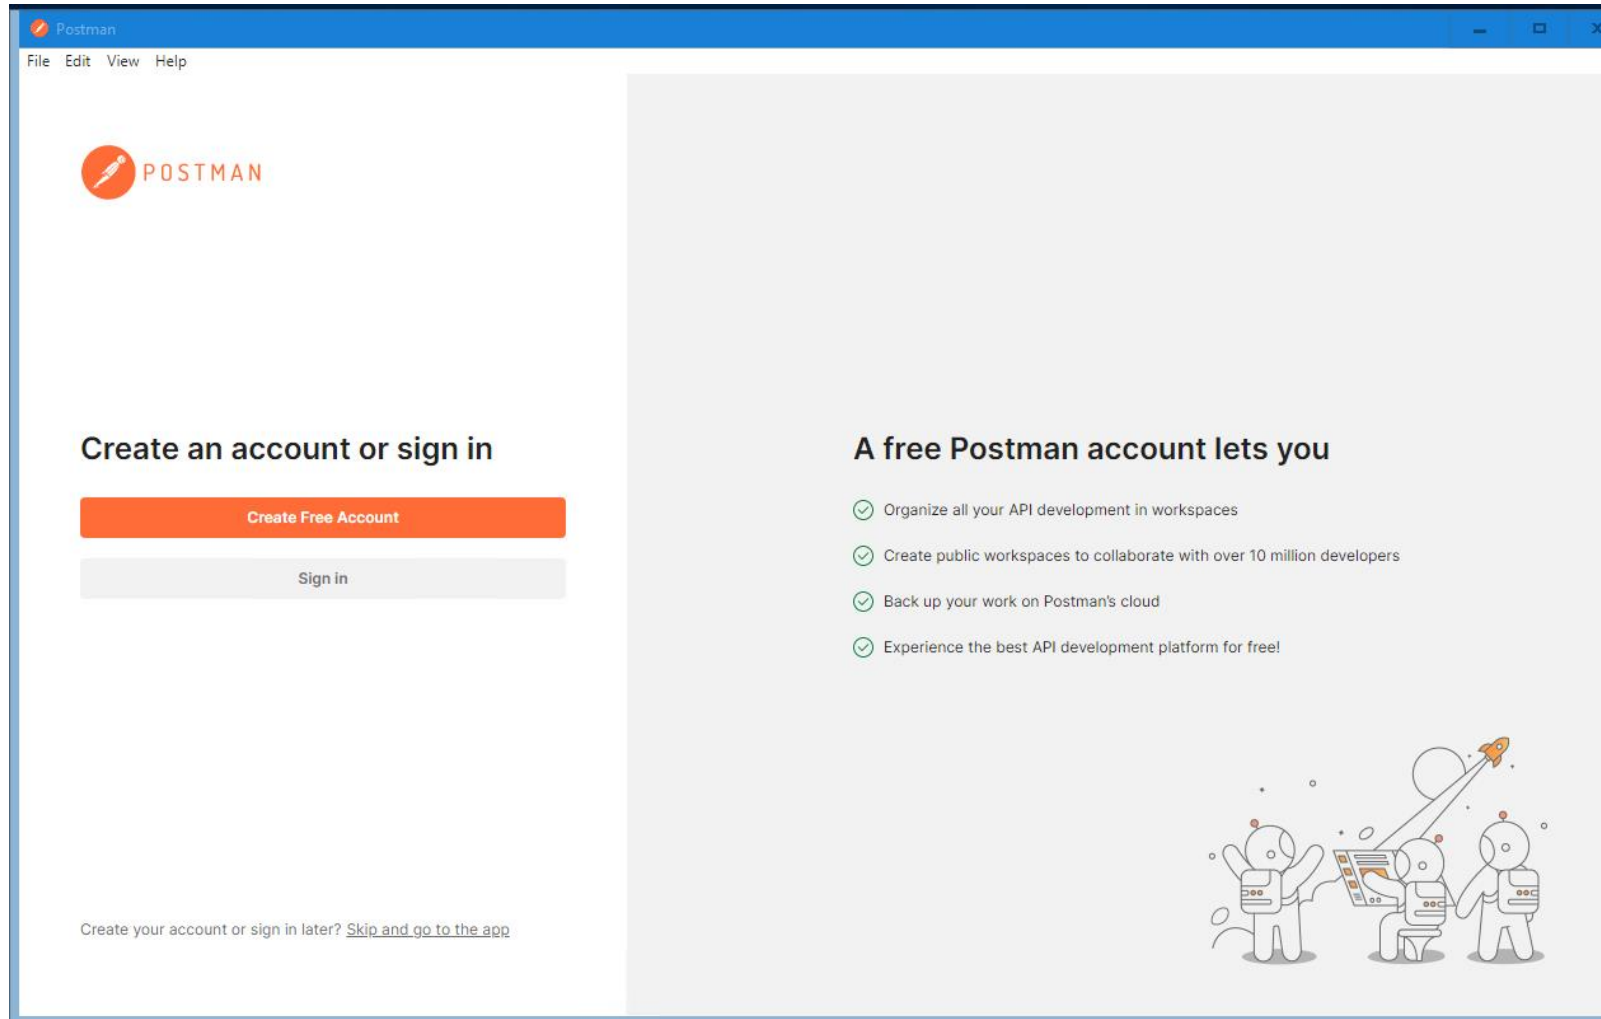 Postman
File Edit View Help
POSTMAN
Create an account or sign in
Create Free Account
Sign in
Create your account or sign in later? Skip and go to the app
A free Postman account lets you
Organize all your API development in workspaces
Create public workspaces to collaborate with over 10 million developers
Back up your work on Postman's cloud
Experience the best API development platform for free!